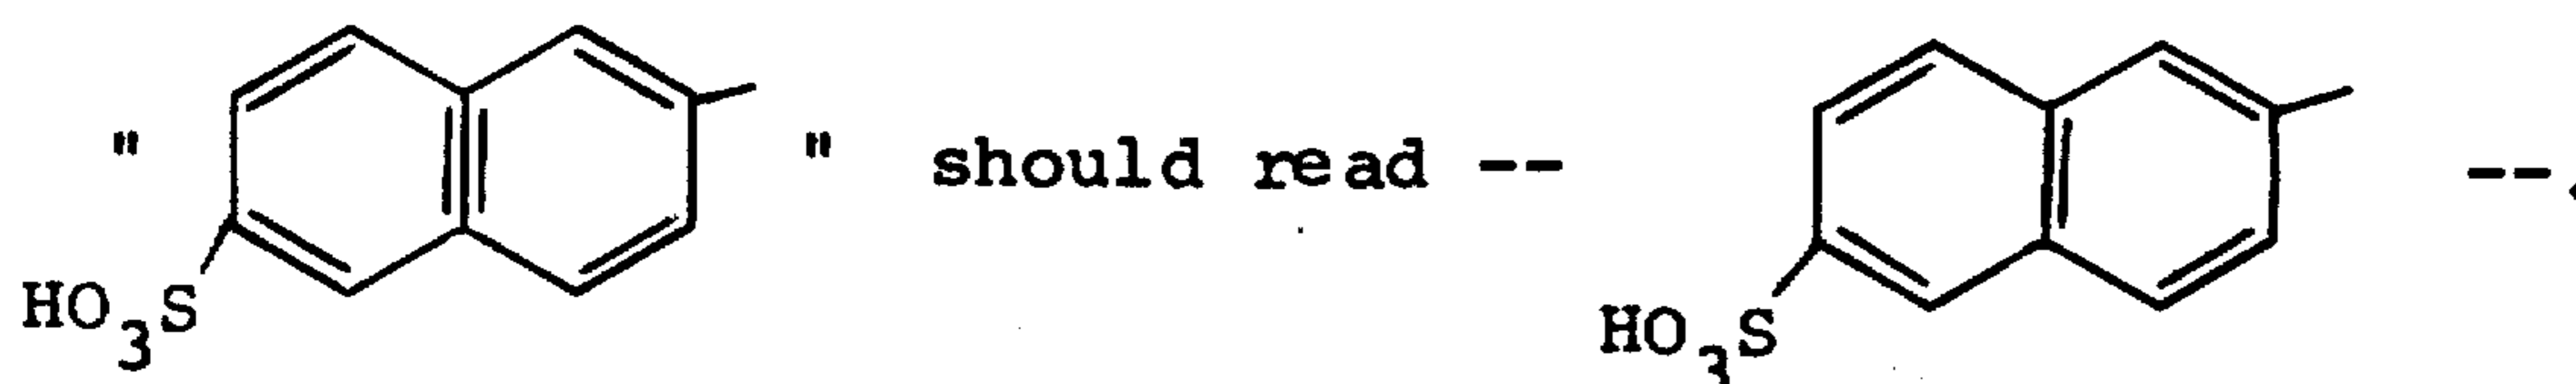 " " should read -- --,
HO3S HO3S